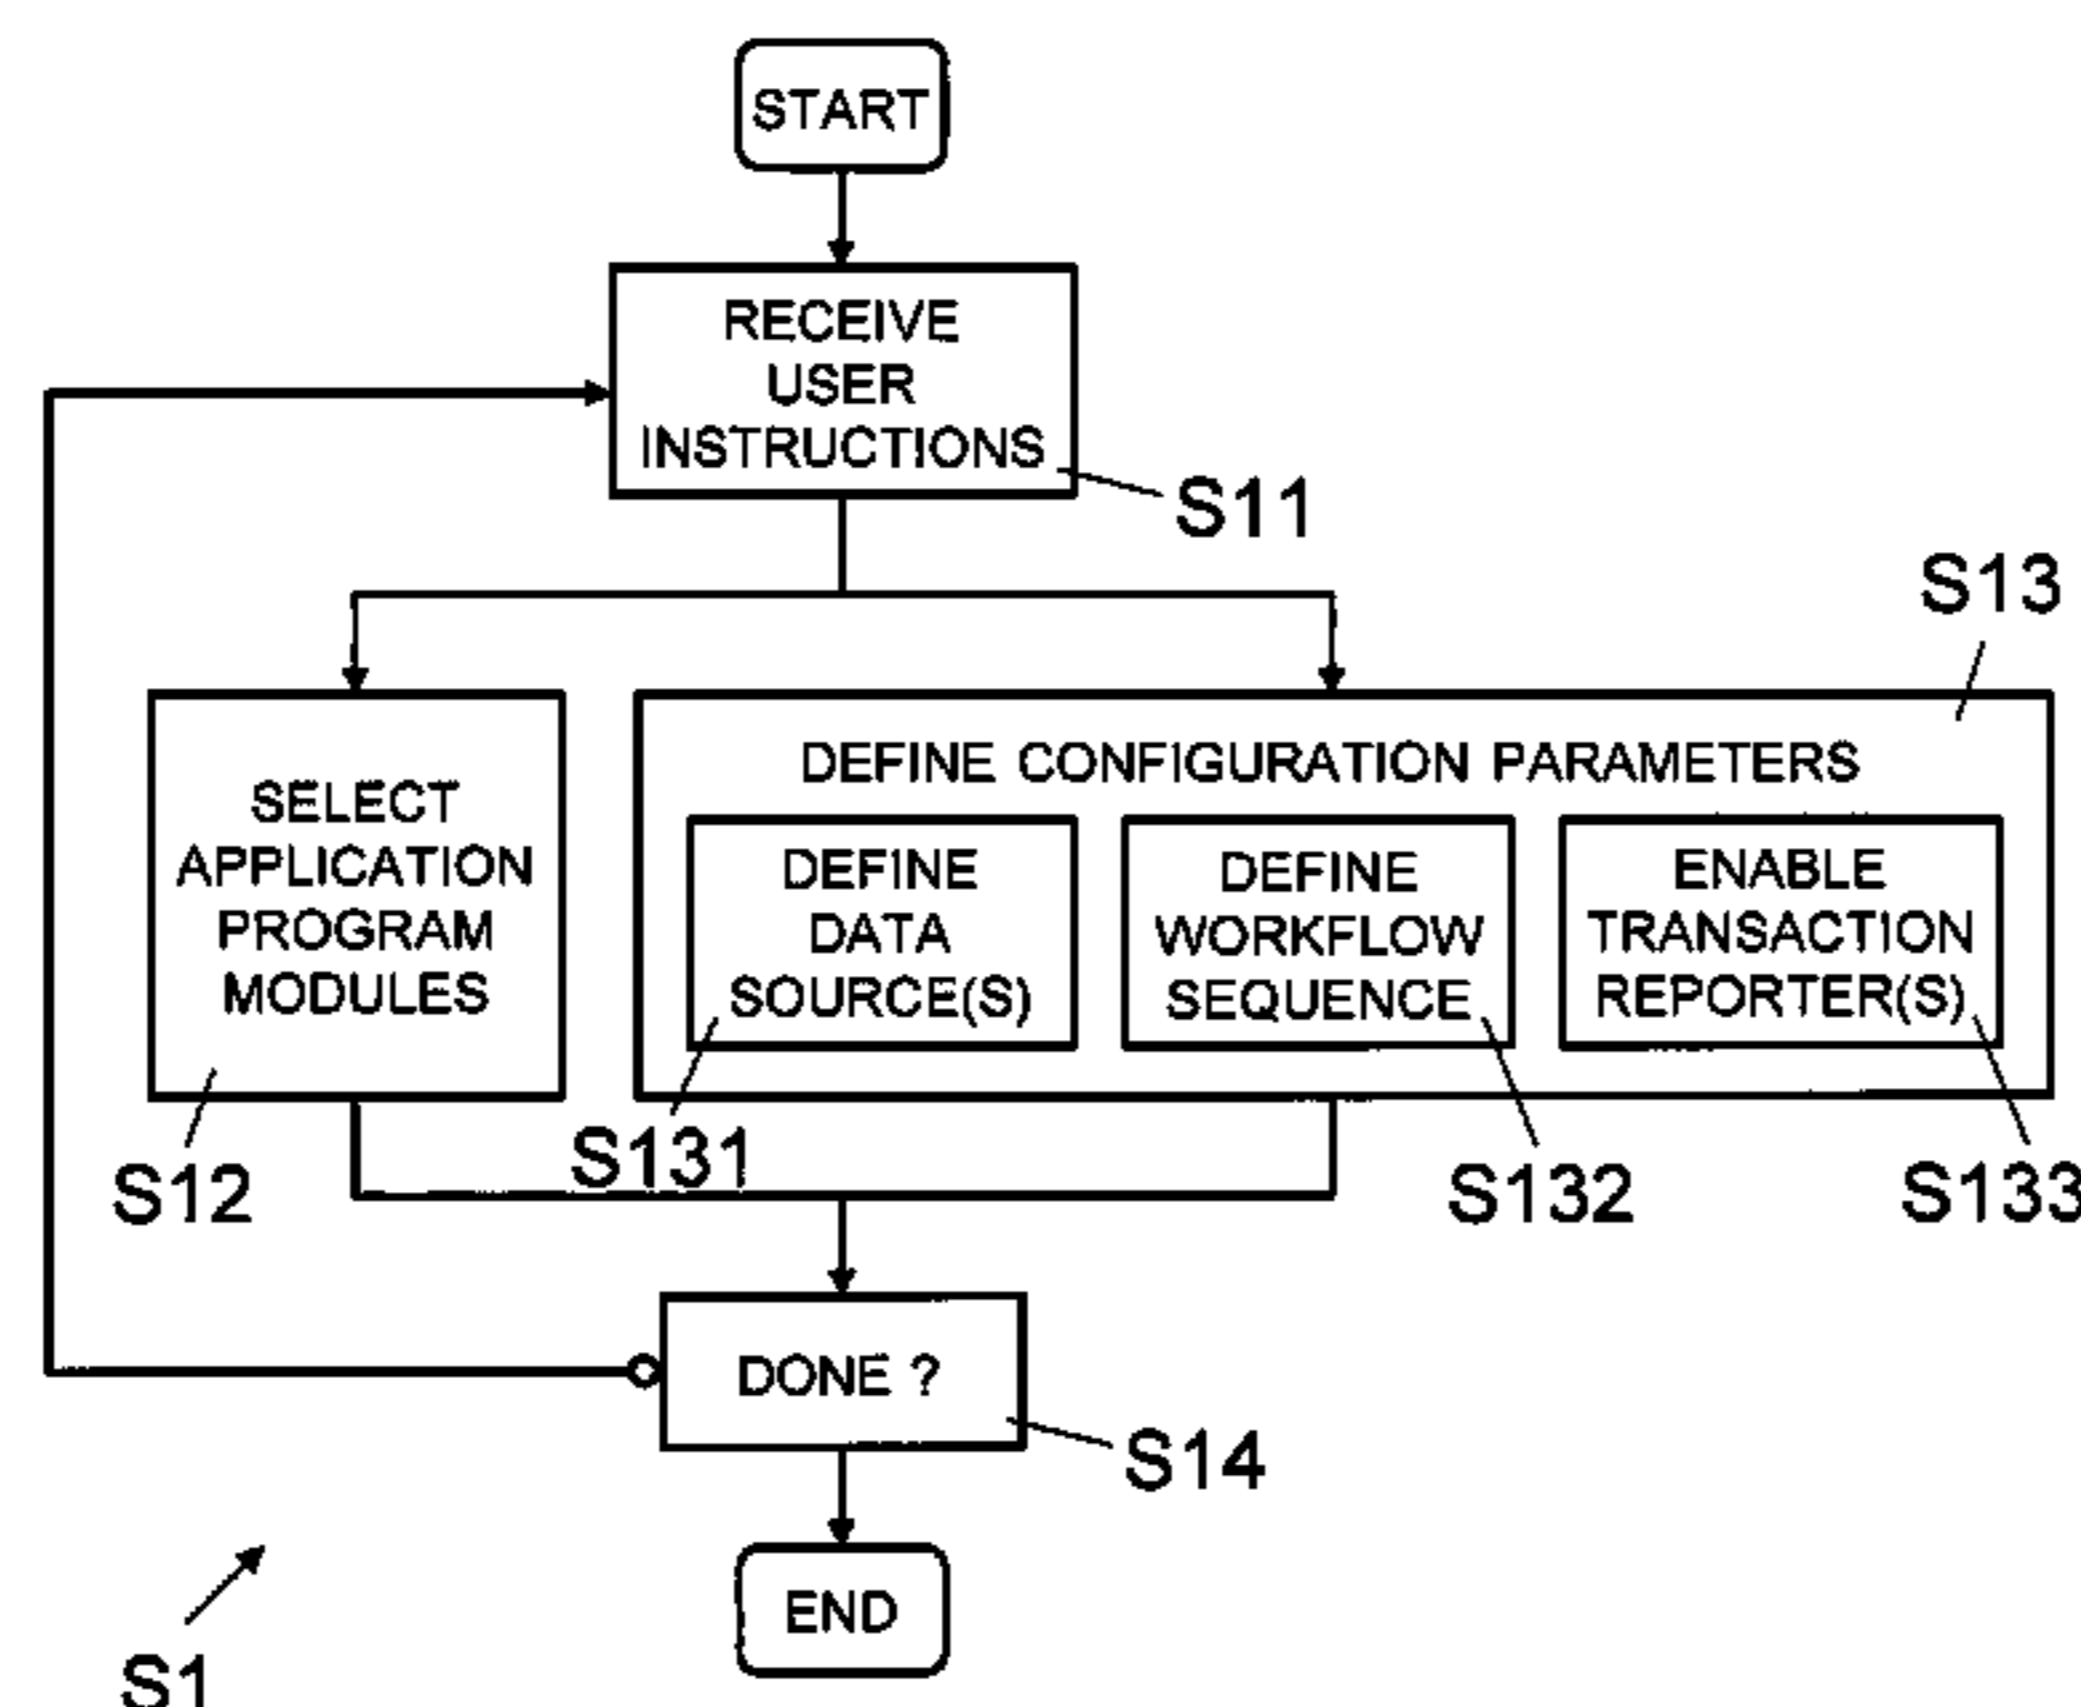 START
RECEIVE
USER
INSTRUCTIONS
S11
S13
SELECT
APPLICATION
PROGRAM
MODULES
S12
DEFINE CONFIGURATION PARAMETERS
DEFINE
DATA
SOURCE(S)
S131
DEFINE
WORKFLOW
SEQUENCE
S132
ENABLE
TRANSACTION
REPORTER(S)
S133
DONE ?
S14
END
S1